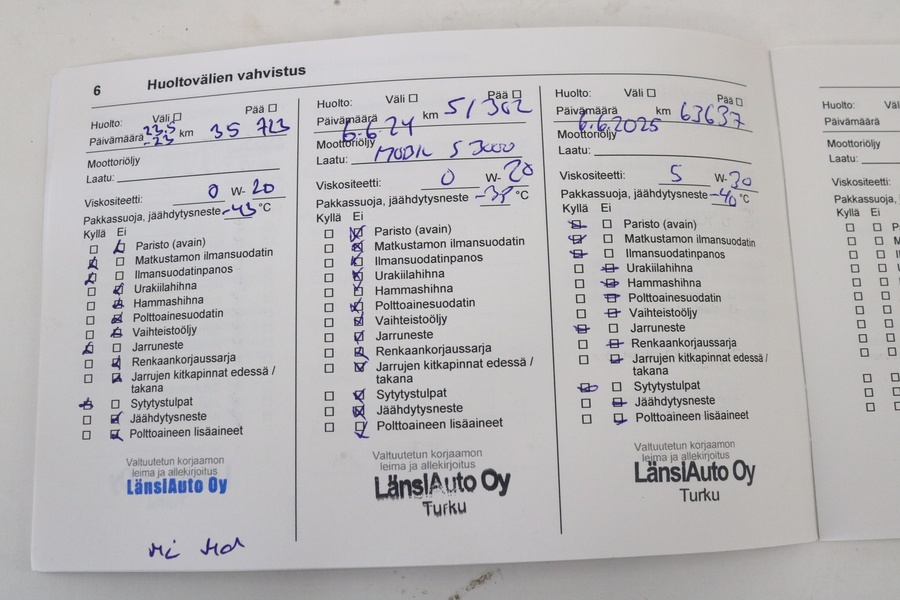 6 Huoltovälien vahvistus
Huolto: Väli Pää
Päivämäärä 23.5 -23 km 35 723
Moottoriöljy
Laatu:
Viskositeetti: 0 W- 20
Pakkassuoja, jäähdytysneste -43 °C
Kyllä Ei
Paristo (avain)
Matkustamon ilmansuodatin
Ilmansuodatinpanos
Urakiilahihna
Hammashihna
Polttoainesuodatin
Vaihteistoöljy
Jarruneste
Renkaankorjaussarja
Jarrujen kitkapinnat edessä /
takana
Sytytystulpat
Jäähdytysneste
Polttoaineen lisäaineet
Valtuutetun korjaamon
leima ja allekirjoitus
LänsiAuto Oy
Huolto: Väli Pää
Päivämäärä 6.6.24 km 51362
Moottoriöljy
Laatu: MOBIL S 3000
Viskositeetti: 0 W- 20
Pakkassuoja, jäähdytysneste °C
Kyllä Ei
Paristo (avain)
Matkustamon ilmansuodatin
Ilmansuodatinpanos
Urakiilahihna
Hammashihna
Polttoainesuodatin
Vaihteistoöljy
Jarruneste
Renkaankorjaussarja
Jarrujen kitkapinnat edessä /
takana
Sytytystulpat
Jäähdytysneste
Polttoaineen lisäaineet
Valtuutetun korjaamon
leima ja allekirjoitus
LänsiAuto Oy
Turku
Huolto: Väli Pää
Päivämäärä 6.6.2025 km 63637
Moottoriöljy
Laatu:
Viskositeetti: 5 W- 30
Pakkassuoja, jäähdytysneste -40 °C
Kyllä Ei
Paristo (avain)
Matkustamon ilmansuodatin
Ilmansuodatinpanos
Urakiilahihna
Hammashihna
Polttoainesuodatin
Vaihteistoöljy
Jarruneste
Renkaankorjaussarja
Jarrujen kitkapinnat edessä /
takana
Sytytystulpat
Jäähdytysneste
Polttoaineen lisäaineet
Valtuutetun korjaamon
leima ja allekirjoitus
LänsiAuto Oy
Turku
Huolto:
Päivämäärä
Moottoriöljy
Laatu:
Viskositeetti:
Kyllä Ei